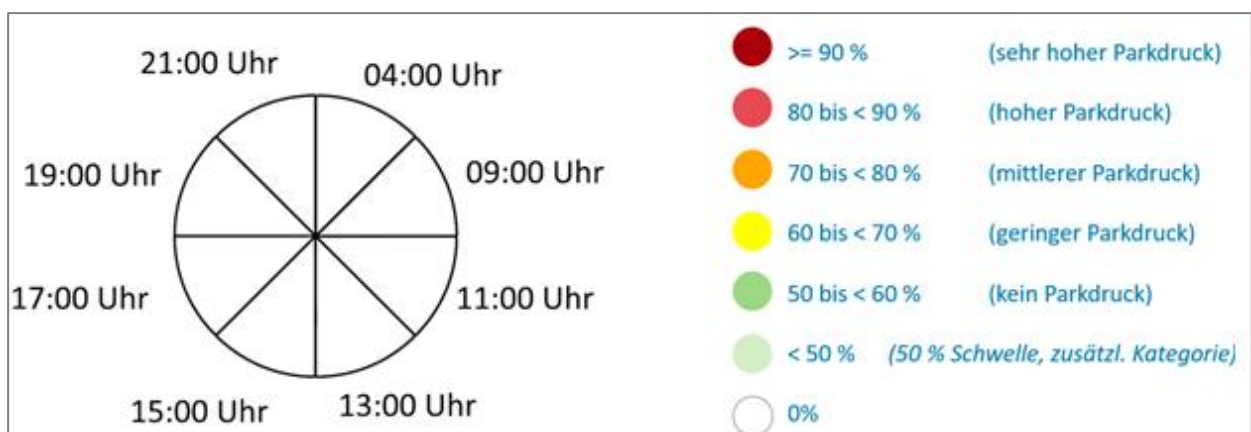 21:00 Uhr
04:00 Uhr
19:00 Uhr
09:00 Uhr
17:00 Uhr
11:00 Uhr
15:00 Uhr
13:00 Uhr
>= 90 % (sehr hoher Parkdruck)
80 bis < 90 % (hoher Parkdruck)
70 bis < 80 % (mittlerer Parkdruck)
60 bis < 70 % (geringer Parkdruck)
50 bis < 60 % (kein Parkdruck)
< 50 % (50 % Schwelle, zusätzl. Kategorie)
0%